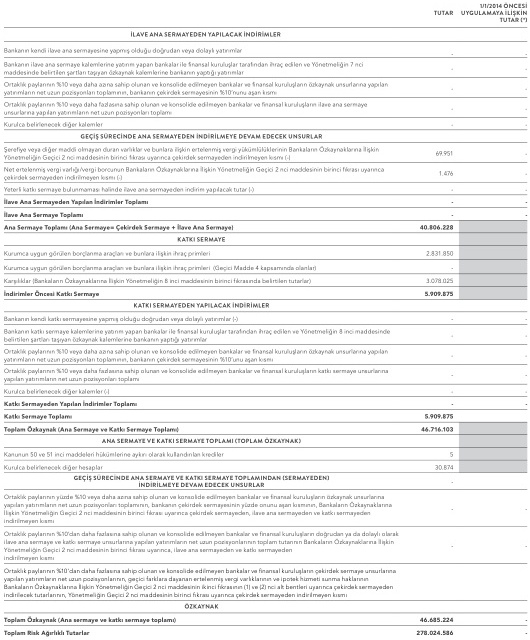 TUTAR
1/1/2014 ÖNCESİ
UYGULAMAYA İLİŞKİN
TUTAR (*)
İLAVE ANA SERMAYEDEN YAPILACAK İNDİRİMLER
Bankanın kendi ilave ana sermayesine yapmış olduğu doğrudan veya dolaylı yatırımlar - -
Bankanın ilave ana sermaye kalemlerine yatırım yapan bankalar ile finansal kuruluşlar tarafından ihraç edilen ve Yönetmeliğin 7 nci
maddesinde belirtilen şartları taşıyan özkaynak kalemlerine bankanın yaptığı yatırımlar - -
Ortaklık paylarının %10 veya daha azına sahip olunan ve konsolide edilmeyen bankalar ve finansal kuruluşların özkaynak unsurlarına yapılan
yatırımların net uzun pozisyonları toplamının, bankanın çekirdek sermayesinin %10'nunu aşan kısmı - -
Ortaklık paylarının %10 veya daha fazlasına sahip olunan ve konsolide edilmeyen bankalar ve finansal kuruluşların ilave ana sermaye
unsurlarına yapılan yatırımların net uzun pozisyonları toplamı - -
Kurulca belirlenecek diğer kalemler - -
GEÇİŞ SÜRECİNDE ANA SERMAYEDEN İNDİRİLMEYE DEVAM EDECEK UNSURLAR
Şerefiye veya diğer maddi olmayan duran varlıklar ve bunlara ilişkin ertelenmiş vergi yükümlülüklerinin Bankaların Özkaynaklarına İlişkin
Yönetmeliğin Geçici 2 nci maddesinin birinci fıkrası uyarınca çekirdek sermayeden indirilmeyen kısmı (-) 69.951 -
Net ertelenmiş vergi varlığı/vergi borcunun Bankaların Özkaynaklarına İlişkin Yönetmeliğin Geçici 2 nci maddesinin birinci fıkrası uyarınca
çekirdek sermayeden indirilmeyen kısmı (-) 1.476 -
Yeterli katkı sermaye bulunmaması halinde ilave ana sermayeden indirim yapılacak tutar (-) - -
İlave Ana Sermayeden Yapılan İndirimler Toplamı - -
İlave Ana Sermaye Toplamı - -
Ana Sermaye Toplamı (Ana Sermaye= Çekirdek Sermaye + İlave Ana Sermaye) 40.806.228
KATKI SERMAYE
Kurumca uygun görülen borçlanma araçları ve bunlara ilişkin ihraç primleri 2.831.850
Kurumca uygun görülen borçlanma araçları ve bunlara ilişkin ihraç primleri (Geçici Madde 4 kapsamında olanlar) -
Karşılıklar (Bankaların Özkaynaklarına İlişkin Yönetmeliğin 8 inci maddesinin birinci fıkrasında belirtilen tutarlar) 3.078.025
İndirimler Öncesi Katkı Sermaye 5.909.875
KATKI SERMAYEDEN YAPILACAK İNDİRİMLER
Bankanın kendi katkı sermayesine yapmış olduğu doğrudan veya dolaylı yatırımlar (-) - -
Bankanın katkı sermaye kalemlerine yatırım yapan bankalar ile finansal kuruluşlar tarafından ihraç edilen ve Yönetmeliğin 8 inci maddesinde
belirtilen şartları taşıyan özkaynak kalemlerine bankanın yaptığı yatırımlar - -
Ortaklık paylarının %10 veya daha azına sahip olunan ve konsolide edilmeyen bankalar ve finansal kuruluşların özkaynak unsurlarına yapılan
yatırımların net uzun pozisyonları toplamının, bankanın çekirdek sermayesinin %10'unu aşan kısmı - -
Ortaklık paylarının %10 veya daha fazlasına sahip olunan ve konsolide edilmeyen bankalar ve finansal kuruluşların katkı sermaye unsurlarına
yapılan yatırımların net uzun pozisyonları toplamı - -
Kurulca belirlenecek diğer kalemler (-) - -
Katkı Sermayeden Yapılan İndirimler Toplamı - -
Katkı Sermaye Toplamı 5.909.875 -
Toplam Özkaynak (Ana Sermaye ve Katkı Sermaye Toplamı) 46.716.103
ANA SERMAYE VE KATKI SERMAYE TOPLAMI (TOPLAM ÖZKAYNAK)
Kanunun 50 ve 51 inci maddeleri hükümlerine aykırı olarak kullandırılan krediler 5 -
Kurulca belirlenecek diğer hesaplar 30.874 -
GEÇİŞ SÜRECİNDE ANA SERMAYE VE KATKI SERMAYE TOPLAMINDAN (SERMAYEDEN)
İNDİRİLMEYE DEVAM EDECEK UNSURLAR - -
Ortaklık paylarının yüzde %10 veya daha azına sahip olunan ve konsolide edilmeyen bankalar ve finansal kuruluşların özkaynak unsurlarına
yapılan yatırımların net uzun pozisyonları toplamının, bankanın çekirdek sermayesinin yüzde onunu aşan kısmının, Bankaların Özkaynaklarına
İlişkin Yönetmeliğin Geçici 2 nci maddesinin birinci fıkrası uyarınca çekirdek sermayeden, ilave ana sermayeden ve katkı sermayeden
indirilmeyen kısmı - -
Ortaklık paylarının %10'dan daha fazlasına sahip olunan ve konsolide edilmeyen bankalar ve finansal kuruluşların doğrudan ya da dolaylı olarak
ilave ana sermaye ve katkı sermaye unsurlarına yapılan yatırımların net uzun pozisyonlarının toplam tutarının Bankaların Özkaynaklarına İlişkin
Yönetmeliğin Geçici 2 nci maddesinin birinci fıkrası uyarınca, ilave ana sermayeden ve katkı sermayeden
indirilmeyen kısmı - -
Ortaklık paylarının %10'dan daha fazlasına sahip olunan ve konsolide edilmeyen bankalar ve finansal kuruluşların çekirdek sermaye unsurlarına
yapılan yatırımların net uzun pozisyonlarının, geçici farklara dayanan ertelenmiş vergi varlıklarının ve ipotek hizmeti sunma haklarının
Bankaların Özkaynaklarına İlişkin Yönetmeliğin Geçici 2 nci maddesinin ikinci fıkrasının (1) ve (2) nci alt bentleri uyarınca çekirdek sermayeden
indirilecek tutarlarının, Yönetmeliğin Geçici 2 nci maddesinin birinci fıkrası uyarınca çekirdek sermayeden indirilmeyen kısmı - -
ÖZKAYNAK
Toplam Özkaynak (Ana sermaye ve katkı sermaye toplamı) 46.685.224 -
Toplam Risk Ağırlıklı Tutarlar 278.024.586 -